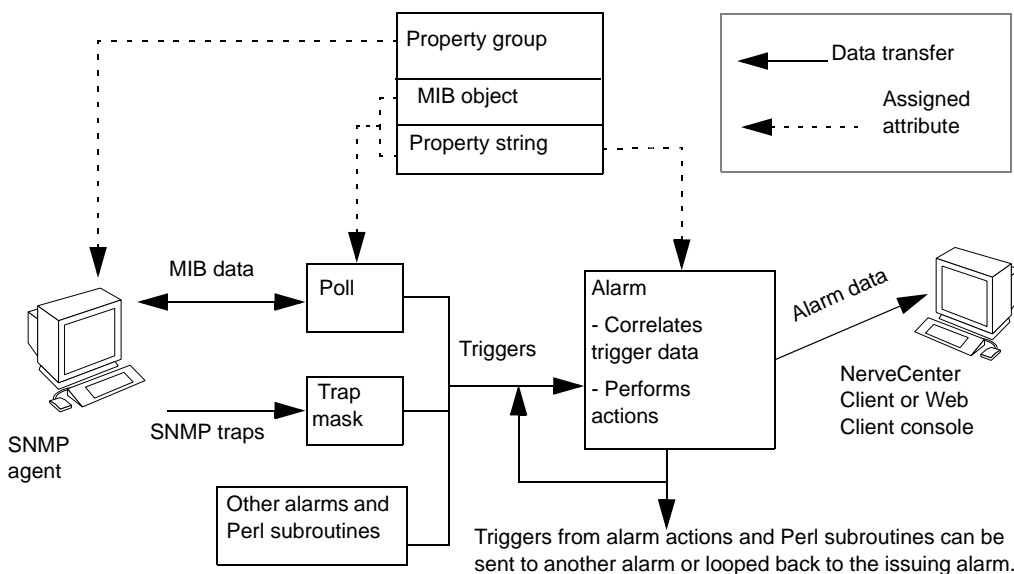 Property group
MIB object
Property string
Data transfer
Assigned
attribute
MIB data
Poll
SNMP traps
Trap
mask
SNMP
agent
Other alarms and
Perl subroutines
Triggers
Alarm
- Correlates
trigger data
- Performs
actions
Alarm data
NerveCenter
Client or Web
Client console
Triggers from alarm actions and Perl subroutines can be
sent to another alarm or looped back to the issuing alarm.